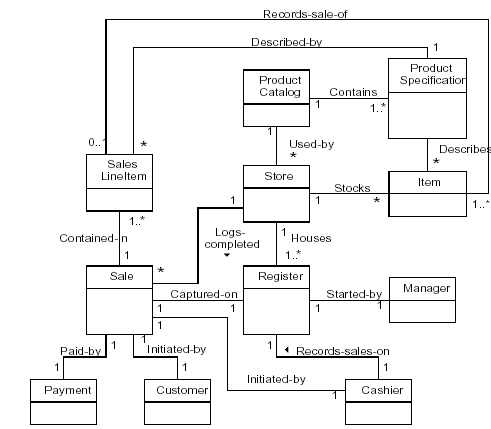 Records-sale-of
Described-by
1
Product
Specification
Product
Catalog
Contains
1
1..*
1
Used-by
*
0..1
*
Describes
*
Sales
LineItem
Store
Stocks
Item
1
1
*
1..*
1..*
Contained-in
1
Logs-
completed
1
Houses
1..*
Sale
*
Register
Manager
Captured-on
1
1
Started-by
1
1
1
1
1
Initiated-by
Paid-by
1
1
Records-sales-on
1
1
1
Initiated-by
1
Payment
Customer
Cashier